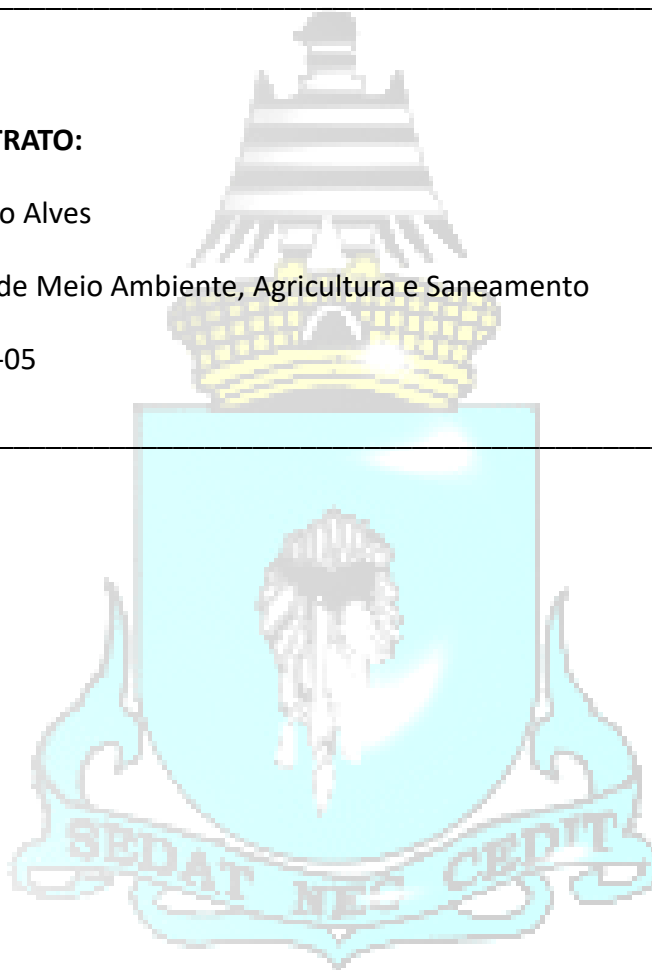 TRATO:
o Alves
de Meio Ambiente, Agricultura e Saneamento
-05
SEDAT NEC CEDIT